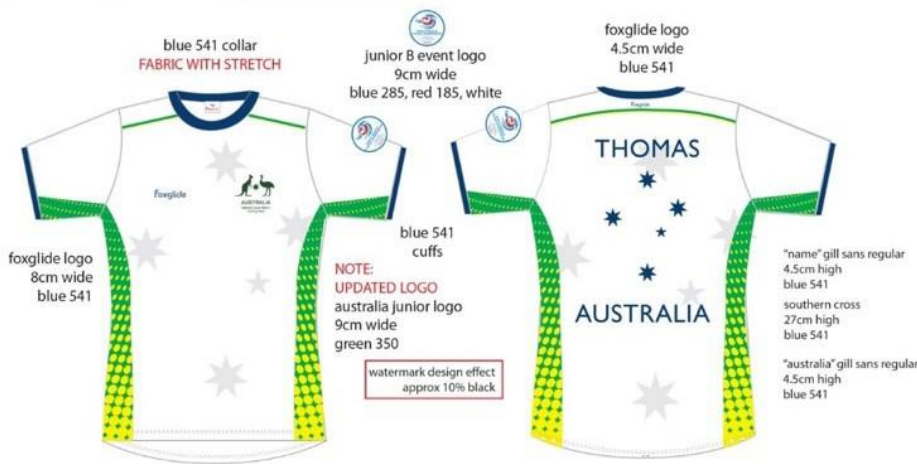 blue 541 collar
FABRIC WITH STRETCH
junior B event logo
9cm wide
blue 285, red 185, white
foxglide logo
4.5cm wide
blue 541
Foxglide
AUSTRALIA
foxglide logo
8cm wide
blue 541
blue 541
cuffs
NOTE:
UPDATED LOGO
australia junior logo
9cm wide
green 350
watermark design effect
approx 10% black
Foxglide
THOMAS
AUSTRALIA
"name" gill sans regular
4.5cm high
blue 541
southern cross
27cm high
blue 541
"australia" gill sans regular
4.5cm high
blue 541